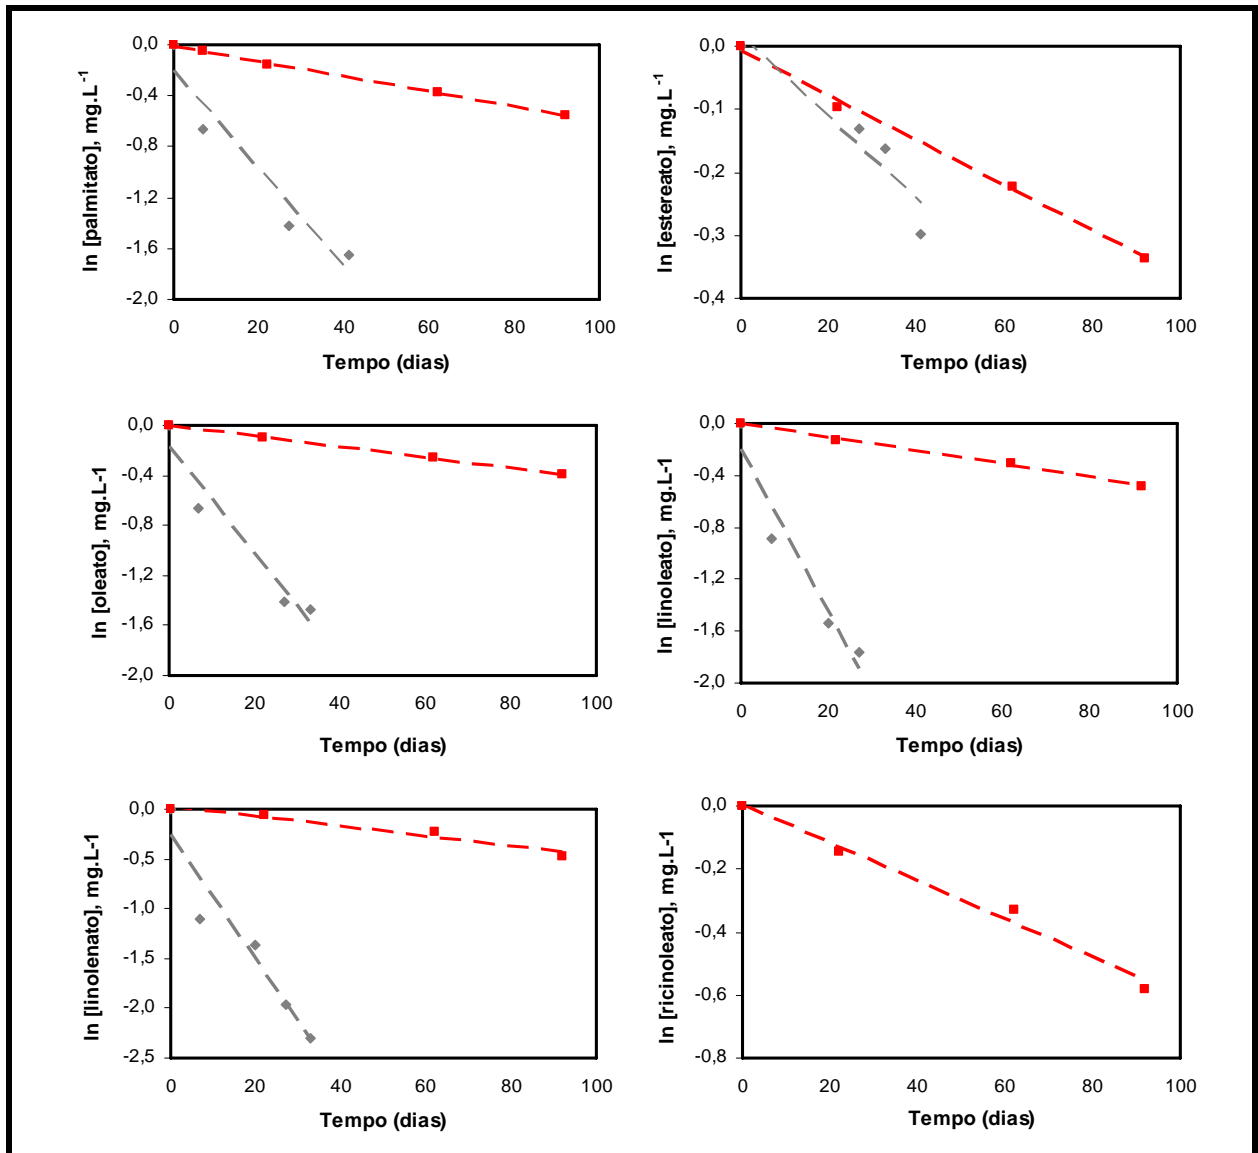 ln [palmitato], mg.L-1
0,0
-0,4
-0,8
-1,2
-1,6
-2,0
0 20 40 60 80 100
Tempo (dias)
ln [estereato], mg.L-1
0,0
-0,1
-0,2
-0,3
-0,4
0 20 40 60 80 100
Tempo (dias)
ln [oleato], mg.L-1
0,0
-0,4
-0,8
-1,2
-1,6
-2,0
0 20 40 60 80 100
Tempo (dias)
ln [linoleato], mg.L-1
0,0
-0,4
-0,8
-1,2
-1,6
-2,0
0 20 40 60 80 100
Tempo (dias)
ln [linolenato], mg.L-1
0,0
-0,5
-1,0
-1,5
-2,0
-2,5
0 20 40 60 80 100
Tempo (dias)
ln [ricinoleato], mg.L-1
0,0
-0,2
-0,4
-0,6
-0,8
0 20 40 60 80 100
Tempo (dias)